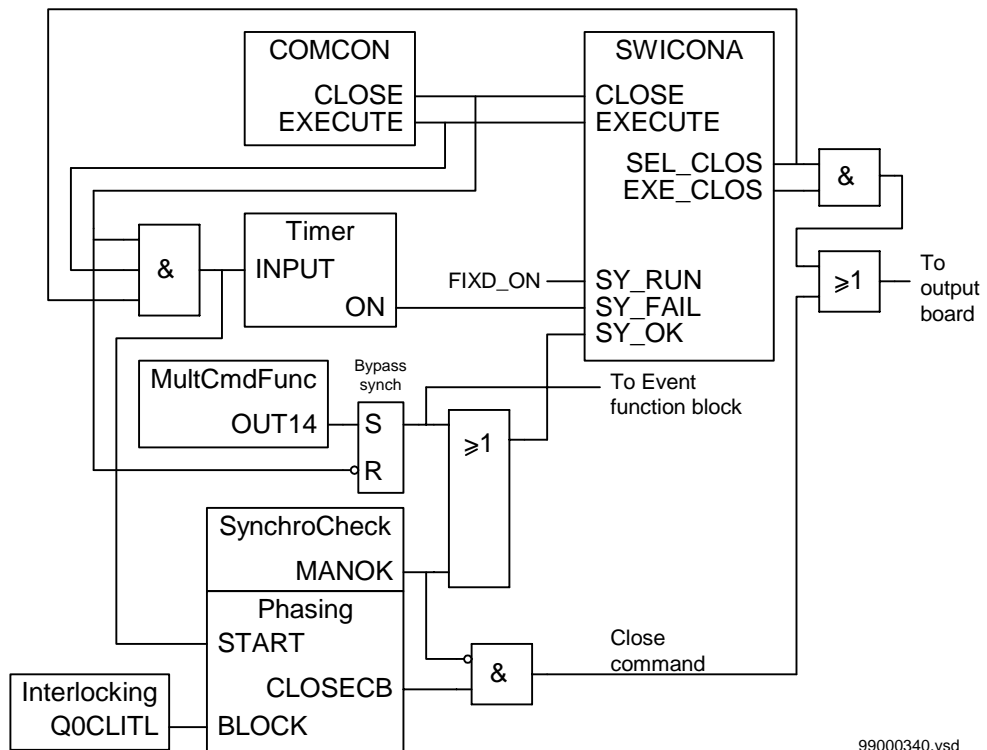 COMCON
CLOSE
EXECUTE
SWICONA
CLOSE
EXECUTE
SEL_CLOS
EXE_CLOS
SY_RUN
SY_FAIL
SY_OK
&
≥1
To
output
board
&
Timer
INPUT
ON
FIXD_ON
MultCmdFunc
OUT14
Bypass
synch
S
R
To Event
function block
≥1
SynchroCheck
MANOK
Phasing
START
CLOSECB
BLOCK
Interlocking
Q0CLITL
&
Close
command
99000340.vsd